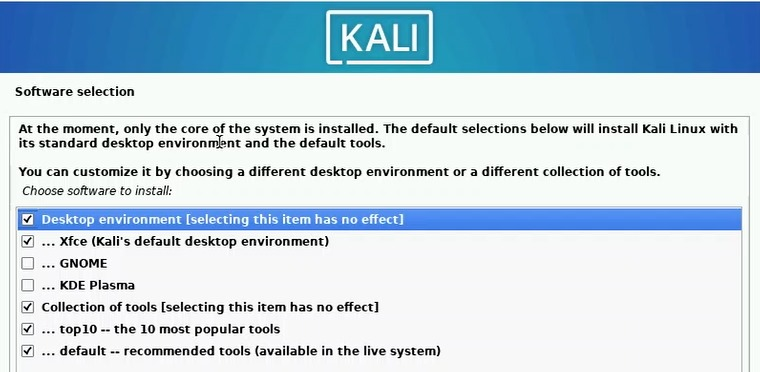 KALI
Software selection
At the moment, only the core of the system is installed. The default selections below will install Kali Linux with
its standard desktop environment and the default tools.
You can customize it by choosing a different desktop environment or a different collection of tools.
Choose software to install:
Desktop environment [selecting this item has no effect]
... Xfce (Kali's default desktop environment)
... GNOME
... KDE Plasma
Collection of tools [selecting this item has no effect]
... top10 -- the 10 most popular tools
... default -- recommended tools (available in the live system)